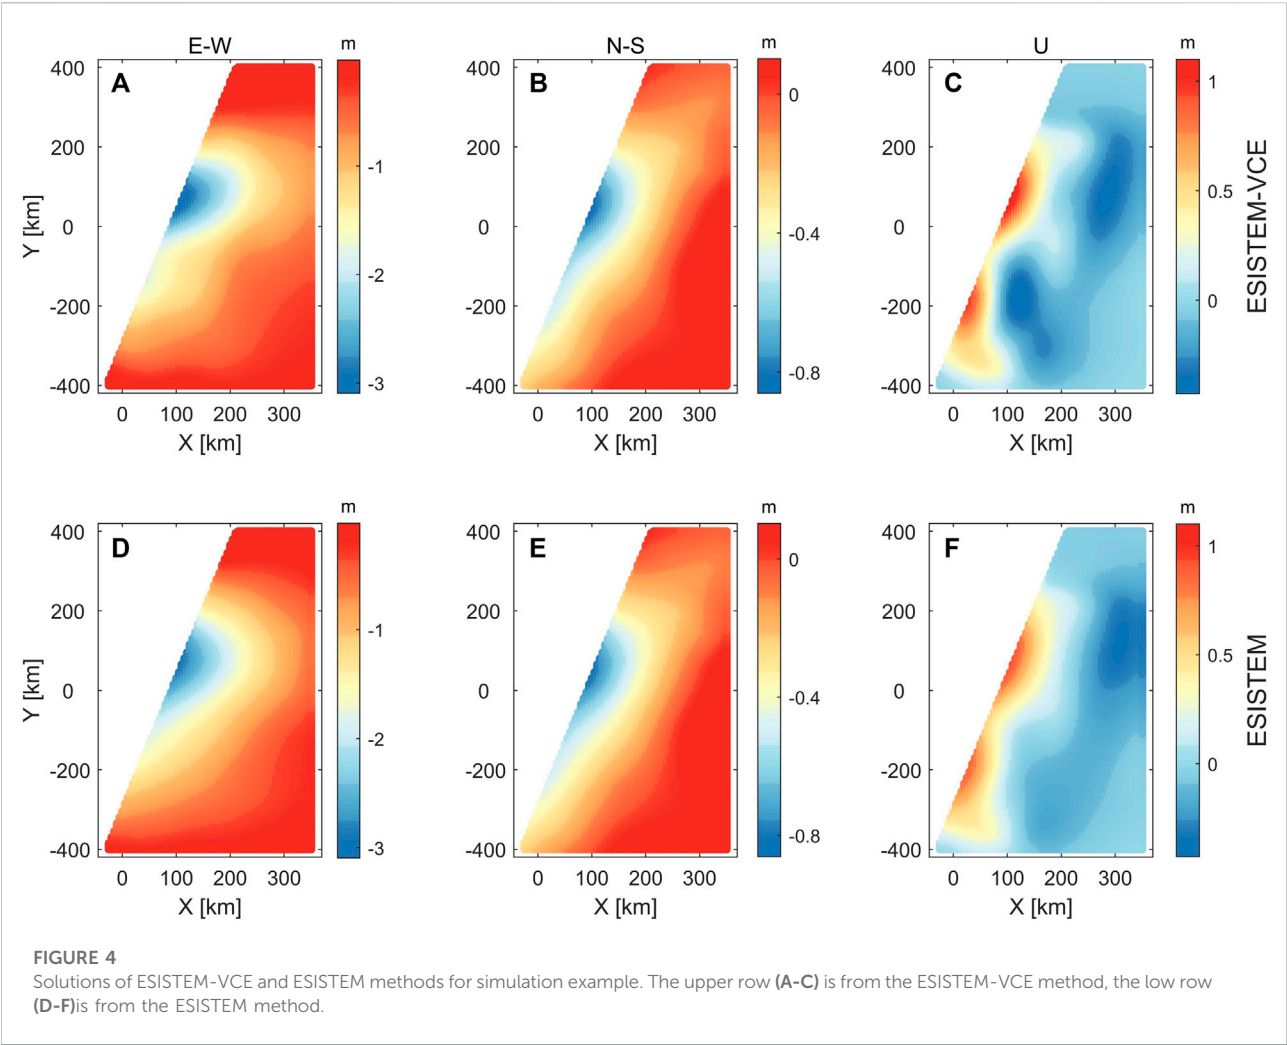 E-W
N-S
U
m
m
m
A
B
C
400
200
0
-200
-400
Y [km]
0 100 200 300
X [km]
-1
-2
-3
400
200
0
-200
-400
0 100 200 300
X [km]
0
-0.4
-0.8
400
200
0
-200
-400
0 100 200 300
X [km]
1
0.5
0
ESISTEM-VCE
m
m
m
D
E
F
400
200
0
-200
-400
Y [km]
0 100 200 300
X [km]
-1
-2
-3
400
200
0
-200
-400
0 100 200 300
X [km]
0
-0.4
-0.8
400
200
0
-200
-400
0 100 200 300
X [km]
1
0.5
0
ESISTEM
FIGURE 4
Solutions of ESISTEM-VCE and ESISTEM methods for simulation example. The upper row (A-C) is from the ESISTEM-VCE method, the low row
(D-F)is from the ESISTEM method.